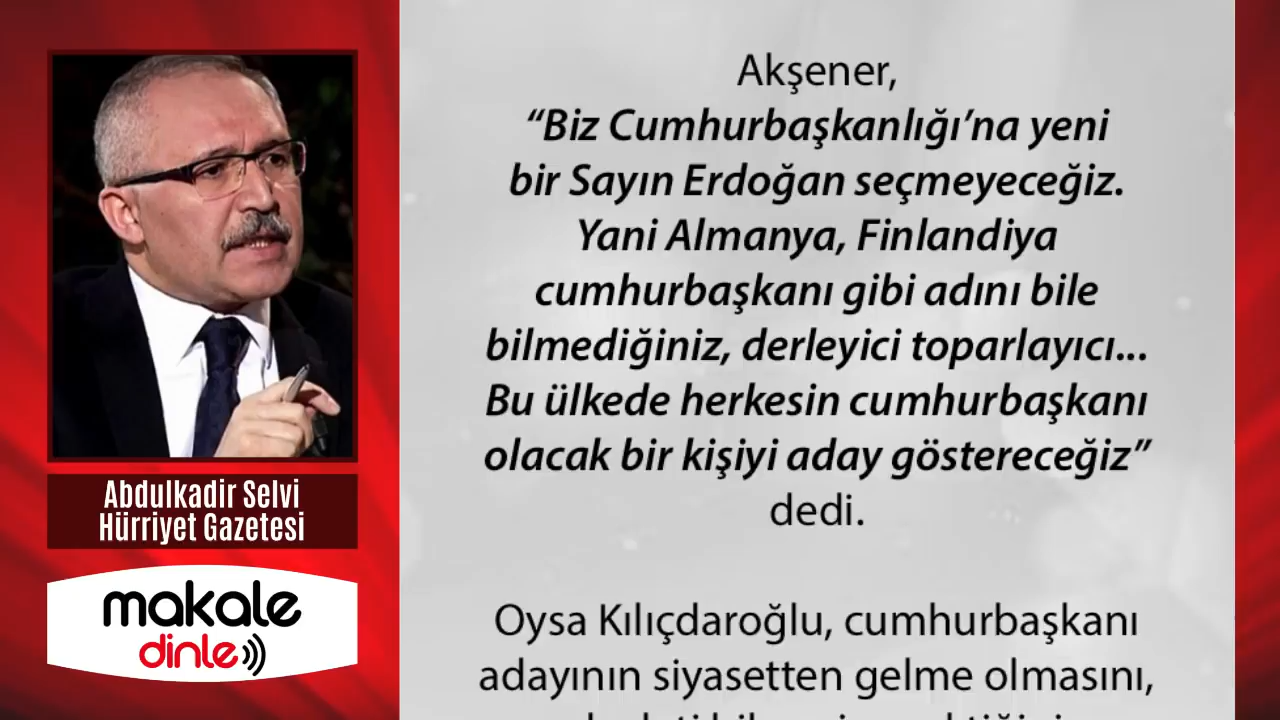 Akşener,
“Biz Cumhurbaşkanlığı’na yeni
bir Sayın Erdoğan seçmeyeceğiz.
Yani Almanya, Finlandiya
cumhurbaşkanı gibi adını bile
bilmediğiniz, derleyici toparlayıcı...
Bu ülkede herkesin cumhurbaşkanı
olacak bir kişiyi aday göstereceğiz”
dedi.
Oysa Kılıçdaroğlu, cumhurbaşkanı
adayının siyasetten gelme olmasını,
Abdulkadir Selvi
Hürriyet Gazetesi
makale
dinle